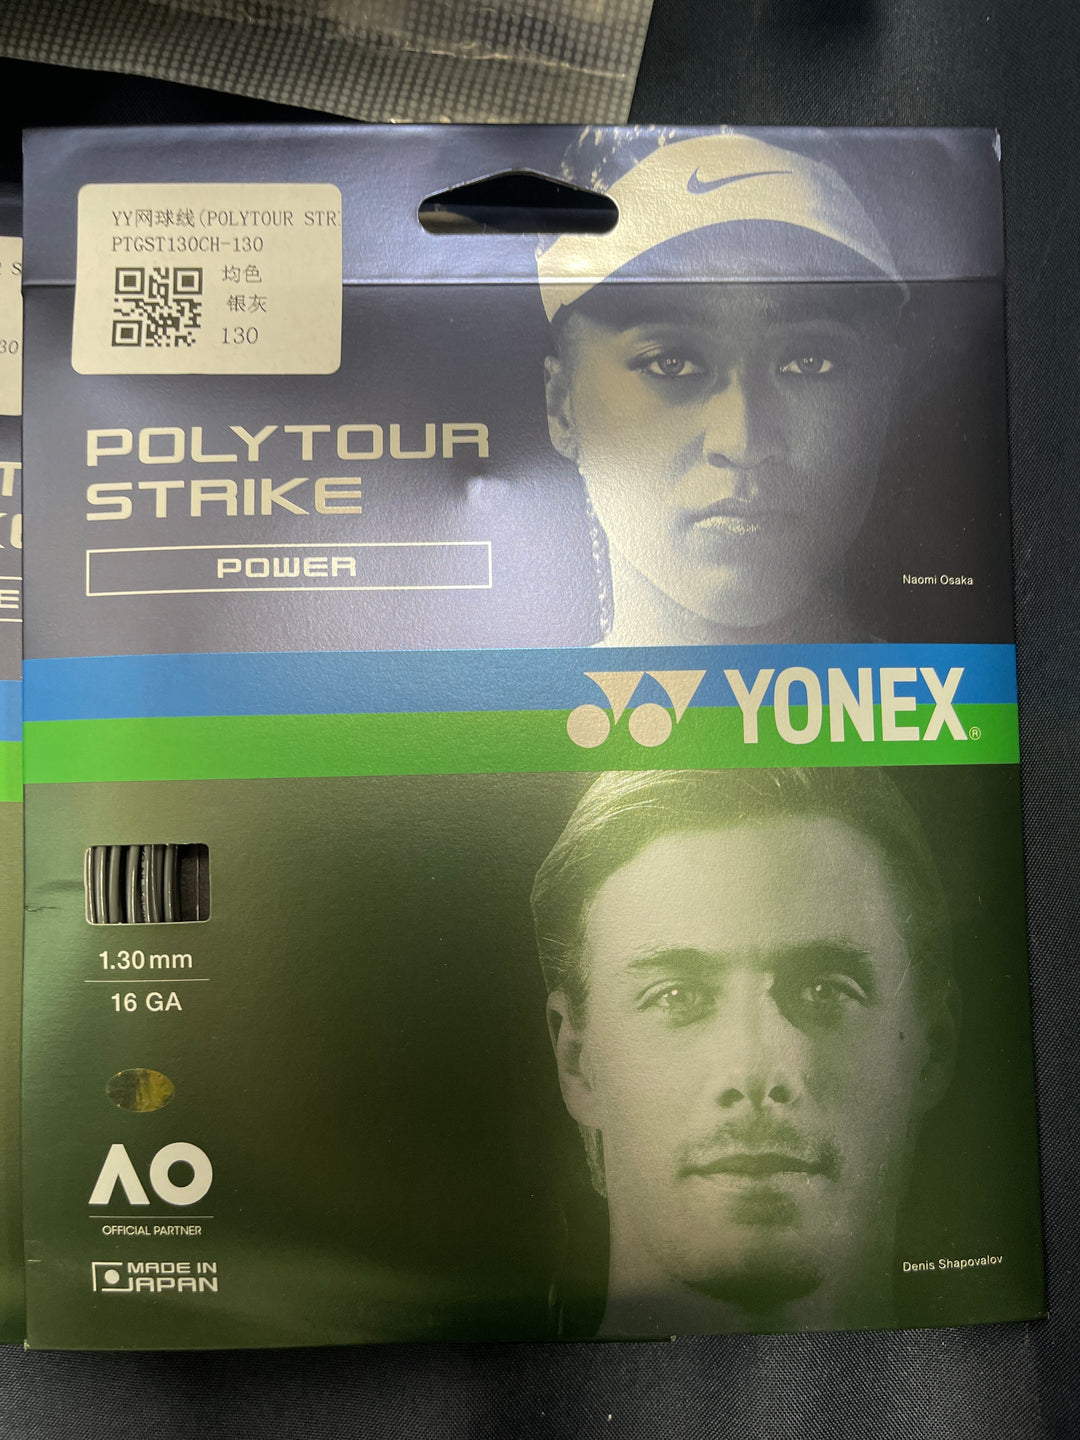 YY网球线(POLYTOUR STR
PTGST130CH-130
均色
银灰
130
POLYTOUR
STRIKE
POWER
Naomi Osaka
YONEX®
1.30mm
16 GA
AO
OFFICIAL PARTNER
MADE IN
JAPAN
Denis Shapovalov